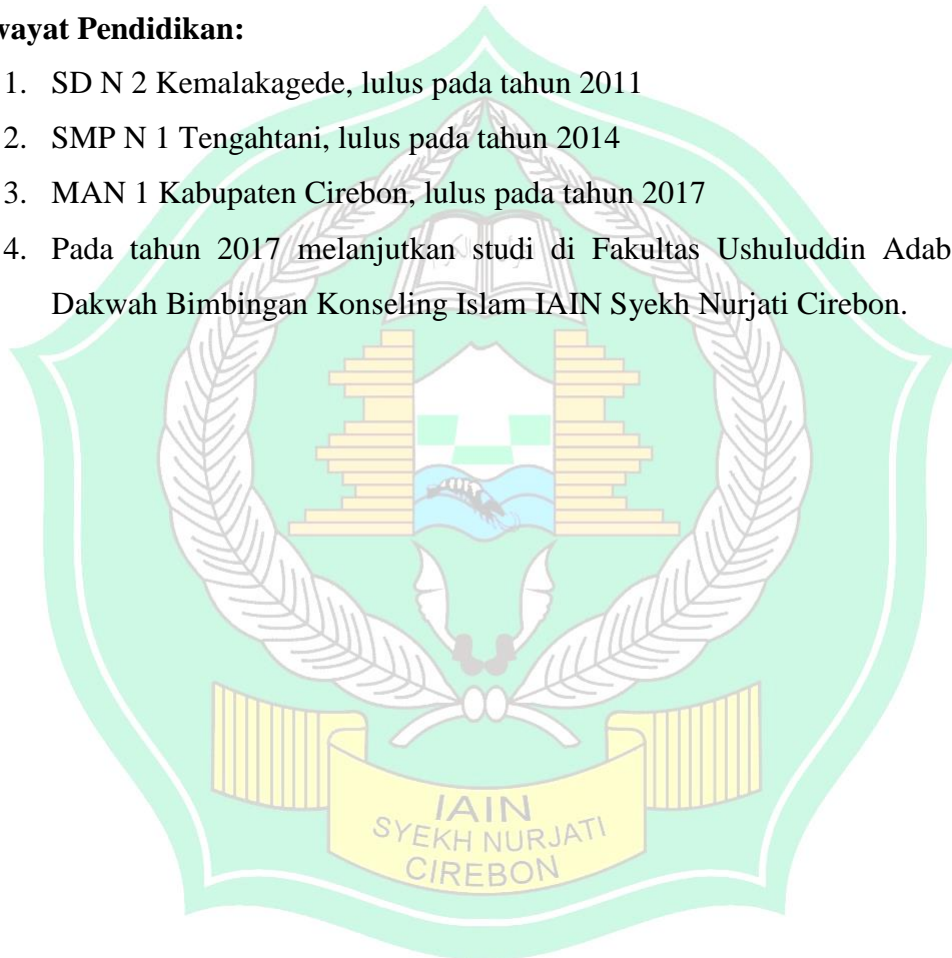 wayat Pendidikan:
1. SD N 2 Kemalakagede, lulus pada tahun 2011
2. SMP N 1 Tengahtani, lulus pada tahun 2014
3. MAN 1 Kabupaten Cirebon, lulus pada tahun 2017
4. Pada tahun 2017 melanjutkan studi di Fakultas Ushuluddin Adab
Dakwah Bimbingan Konseling Islam IAIN Syekh Nurjati Cirebon.
IAIN
SYEKH NURJATI
CIREBON